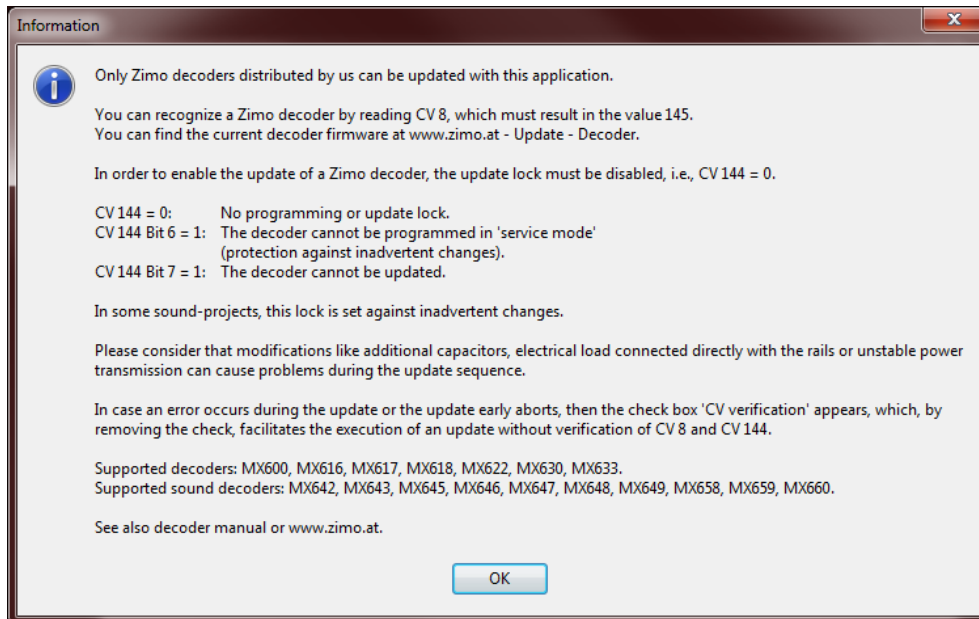 Information
Only Zimo decoders distributed by us can be updated with this application.
You can recognize a Zimo decoder by reading CV 8, which must result in the value 145.
You can find the current decoder firmware at www.zimo.at - Update - Decoder.
In order to enable the update of a Zimo decoder, the update lock must be disabled, i.e., CV 144 = 0.
CV 144 = 0: No programming or update lock.
CV 144 Bit 6 = 1: The decoder cannot be programmed in 'service mode'
(protection against inadvertent changes).
CV 144 Bit 7 = 1: The decoder cannot be updated.
In some sound-projects, this lock is set against inadvertent changes.
Please consider that modifications like additional capacitors, electrical load connected directly with the rails or unstable power
transmission can cause problems during the update sequence.
In case an error occurs during the update or the update early aborts, then the check box 'CV verification' appears, which, by
removing the check, facilitates the execution of an update without verification of CV 8 and CV 144.
Supported decoders: MX600, MX616, MX617, MX618, MX622, MX630, MX633.
Supported sound decoders: MX642, MX643, MX645, MX646, MX647, MX648, MX649, MX658, MX659, MX660.
See also decoder manual or www.zimo.at.
OK